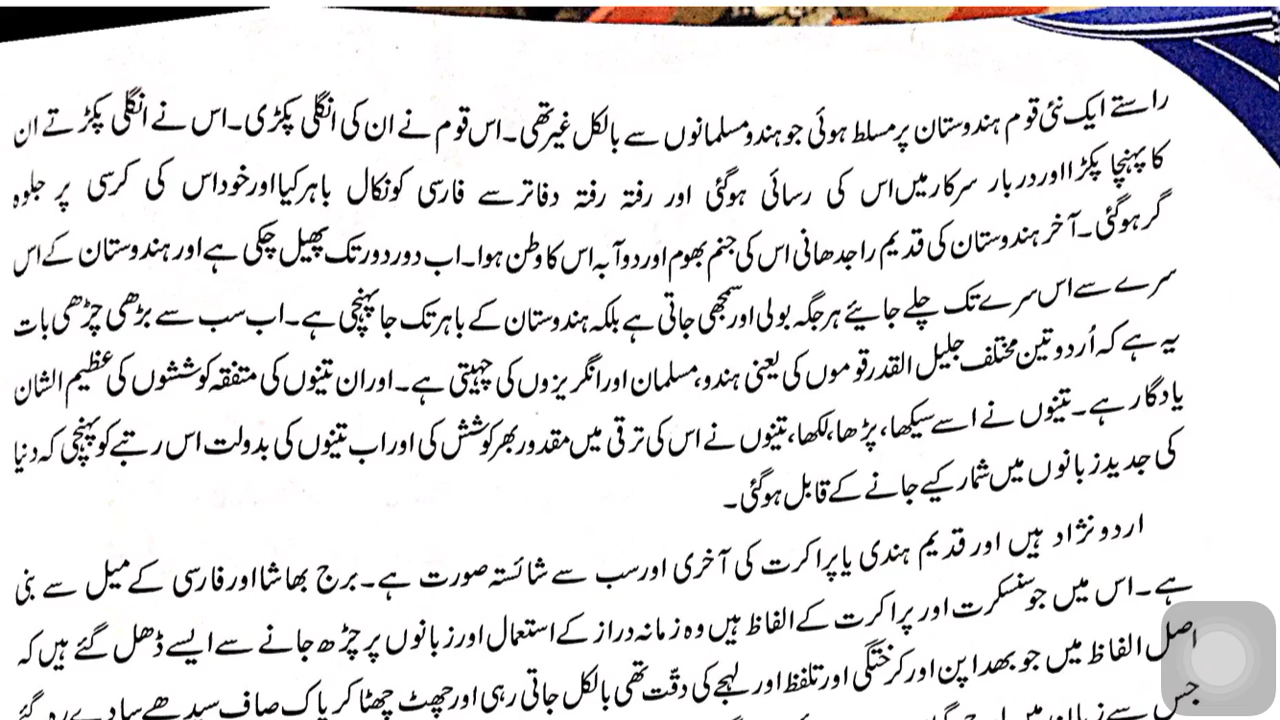 راستے ایک نئی قوم ہندوستان پر مسلط ہوئی جو ہندو مسلمانوں سے بالکل غیر تھی۔ اس قوم نے ان کی انگلی پکڑی۔ اس نے انگلی پکڑتے ان
کا پہنچا پکڑا اور دربار سرکار میں اس کی رسائی ہوگئی اور رفتہ رفتہ دفاتر سے فارسی کو نکال باہر کیا اور خود اس کی کرسی پر جلوہ
گر ہوگئی۔ آخر ہندوستان کی قدیم راجدھانی اس کی جنم بھوم اور دوآبہ اس کا وطن ہوا۔ اب دور دور تک پھیل چکی ہے اور ہندوستان کے اس
سرے سے اس سرے تک چلے جایئے ہر جگہ بولی اور سمجھی جاتی ہے بلکہ ہندوستان کے باہر تک جا پہنچی ہے۔ اب سب سے بڑھی چڑھی بات
یہ ہے کہ اُردو تین مختلف جلیل القدر قوموں کی یعنی ہندو، مسلمان اور انگریزوں کی چہیتی ہے۔ اور ان تینوں کی متفقہ کوششوں کی عظیم الشان
یادگار ہے۔ تینوں نے اسے سیکھا، پڑھا، لکھا، تینوں نے اس کی ترقی میں مقدور بھر کوشش کی اور اب تینوں کی بدولت اس رتبے کو پہنچی کہ دنیا
کی جدید زبانوں میں شمار کیے جانے کے قابل ہوگئی۔
اردو نژاد ہیں اور قدیم ہندی یا پراکرت کی آخری اور سب سے شائستہ صورت ہے۔ برج بھاشا اور فارسی کے میل سے بنی
ہے۔ اس میں جو سنسکرت اور پراکرت کے الفاظ ہیں وہ زمانہ دراز کے استعمال اور زبانوں پر چڑھ جانے سے ایسے ڈھل گئے ہیں کہ
اصل الفاظ میں جو بھدا پن اور کرختگی اور تلفظ اور لہجے کی دقّت تھی بالکل جاتی رہی اور چھٹ چھٹا کر پاک صاف سیدھے سادے رہ گئے
جس سے زبان میں